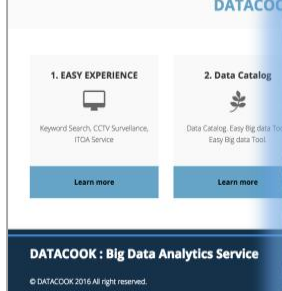 DATACOO
1. EASY EXPERIENCE
2. Data Catalog
Keyword Search, CCTV Survellance,
ITOA Service
Data Catalog. Easy Big data Too
Easy Big data Tool.
Learn more
Learn more
DATACOOK : Big Data Analytics Service
© DATACOOK 2016 All right reserved.